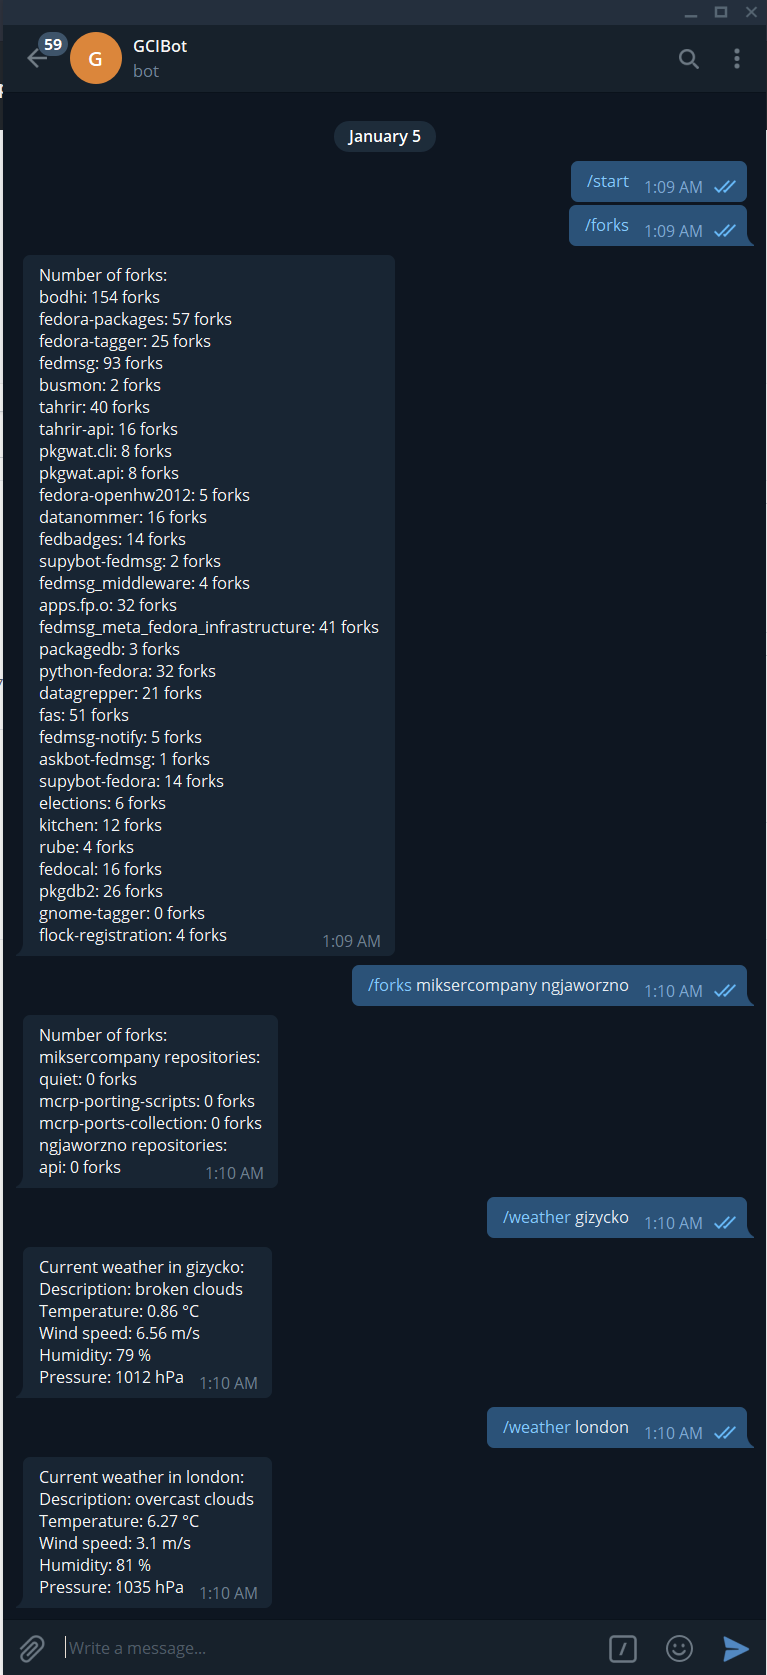 59
G
GCIBot
bot
January 5
/start 1:09 AM
/forks 1:09 AM
Number of forks:
bodhi: 154 forks
fedora-packages: 57 forks
fedora-tagger: 25 forks
fedmsg: 93 forks
busmon: 2 forks
tahrir: 40 forks
tahrir-api: 16 forks
pkgwat.cli: 8 forks
pkgwat.api: 8 forks
fedora-openhw2012: 5 forks
datanommer: 16 forks
fedbadges: 14 forks
supybot-fedmsg: 2 forks
fedmsg_middleware: 4 forks
apps.fp.o: 32 forks
fedmsg_meta_fedora_infrastructure: 41 forks
packagedb: 3 forks
python-fedora: 32 forks
datagrepper: 21 forks
fas: 51 forks
fedmsg-notify: 5 forks
askbot-fedmsg: 1 forks
supybot-fedora: 14 forks
elections: 6 forks
kitchen: 12 forks
rube: 4 forks
fedocal: 16 forks
pkgdb2: 26 forks
gnome-tagger: 0 forks
flock-registration: 4 forks 1:09 AM
/forks miksercompany ngjaworzno 1:10 AM
Number of forks:
miksercompany repositories:
quiet: 0 forks
mcrp-porting-scripts: 0 forks
mcrp-ports-collection: 0 forks
ngjaworzno repositories:
api: 0 forks 1:10 AM
/weather gizycko 1:10 AM
Current weather in gizycko:
Description: broken clouds
Temperature: 0.86 °C
Wind speed: 6.56 m/s
Humidity: 79 %
Pressure: 1012 hPa 1:10 AM
/weather london 1:10 AM
Current weather in london:
Description: overcast clouds
Temperature: 6.27 °C
Wind speed: 3.1 m/s
Humidity: 81 %
Pressure: 1035 hPa 1:10 AM
Write a message...